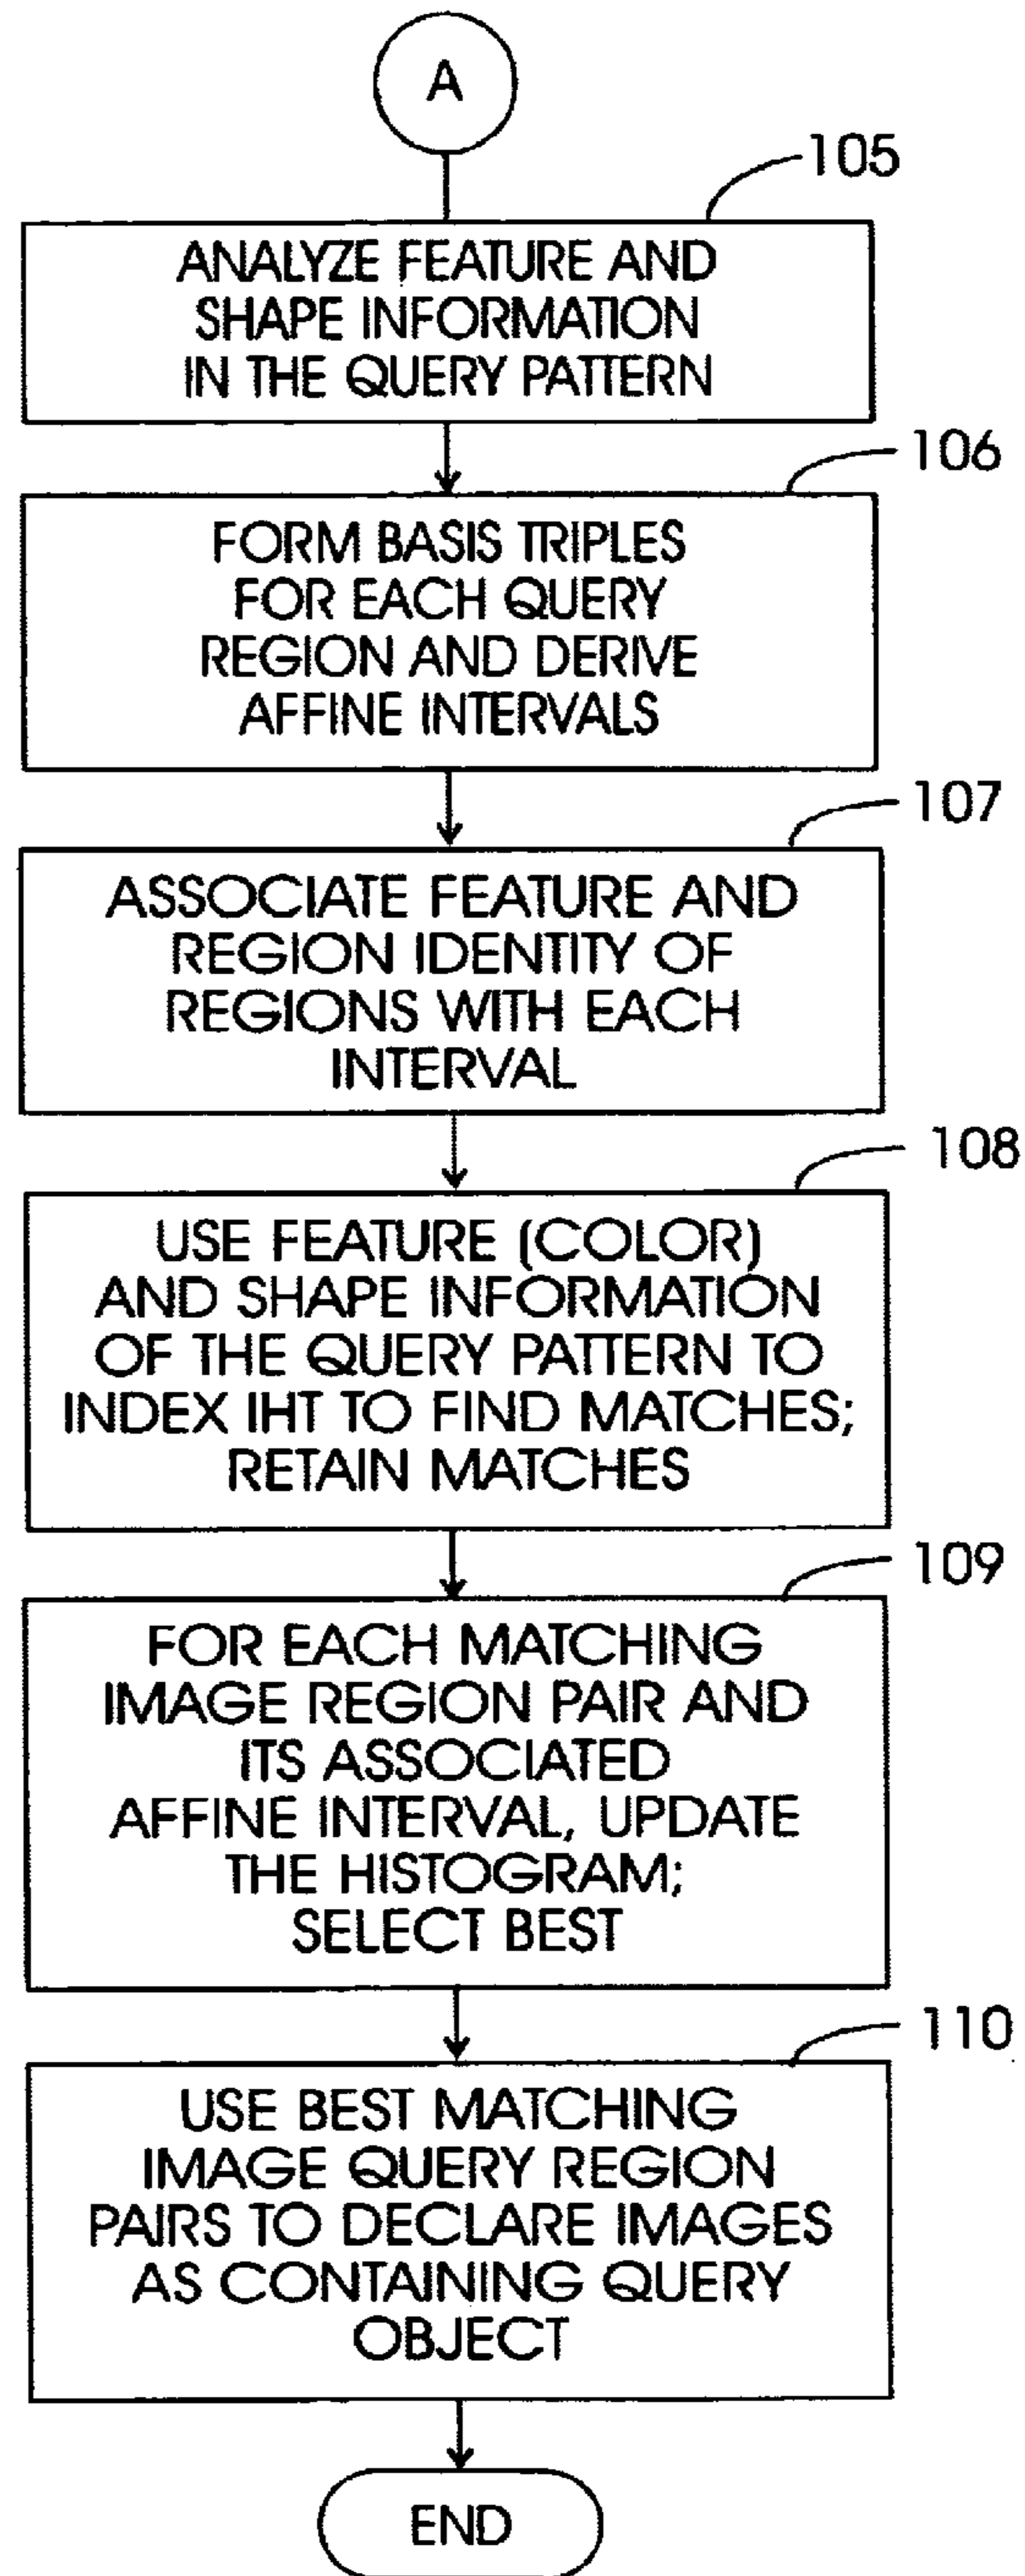 A
105
ANALYZE FEATURE AND
SHAPE INFORMATION
IN THE QUERY PATTERN
106
FORM BASIS TRIPLES
FOR EACH QUERY
REGION AND DERIVE
AFFINE INTERVALS
107
ASSOCIATE FEATURE AND
REGION IDENTITY OF
REGIONS WITH EACH
INTERVAL
108
USE FEATURE (COLOR)
AND SHAPE INFORMATION
OF THE QUERY PATTERN TO
INDEX IHT TO FIND MATCHES;
RETAIN MATCHES
109
FOR EACH MATCHING
IMAGE REGION PAIR AND
ITS ASSOCIATED
AFFINE INTERVAL, UPDATE
THE HISTOGRAM;
SELECT BEST
110
USE BEST MATCHING
IMAGE QUERY REGION
PAIRS TO DECLARE IMAGES
AS CONTAINING QUERY
OBJECT
END